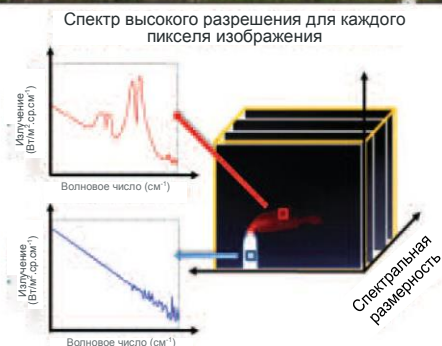 Спектр высокого разрешения для каждого
пикселя изображения
Излучение
(Вт/м².ср.см⁻¹)
Волновое число (см⁻¹)
Излучение
(Вт/м².ср.см⁻¹)
Волновое число (см⁻¹)
Спектральная
размерность